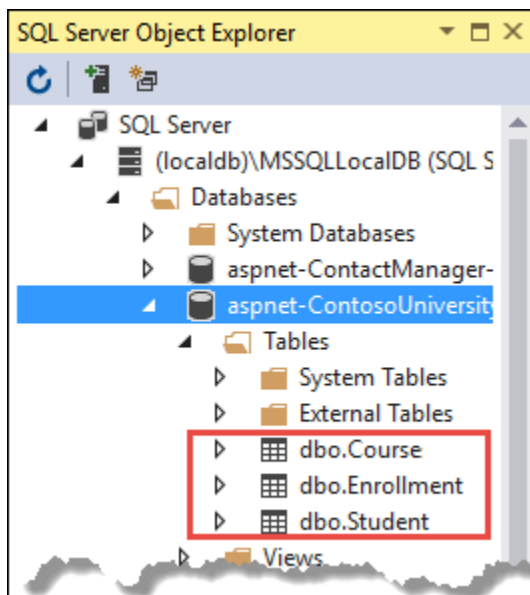 SQL Server Object Explorer
SQL Server
(localdb)\MSSQLLocalDB (SQL S
Databases
System Databases
aspnet-ContactManager-
aspnet-ContosoUniversity
Tables
System Tables
External Tables
dbo.Course
dbo.Enrollment
dbo.Student
Views